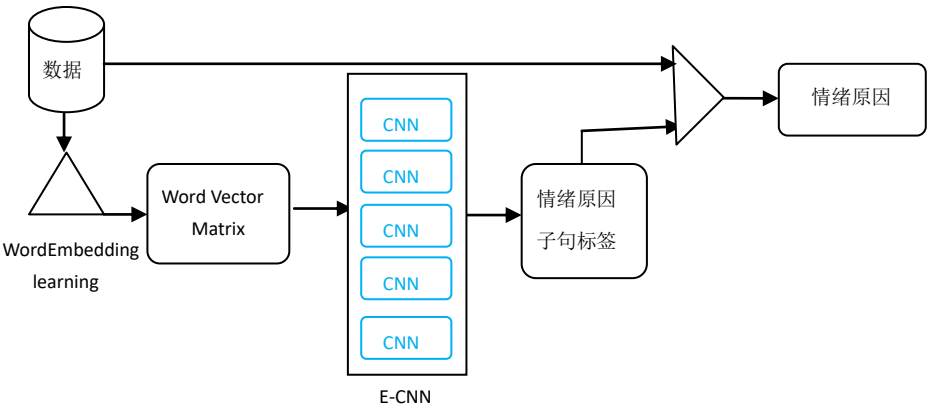 数据
WordEmbedding
learning
Word Vector
Matrix
CNN
CNN
CNN
CNN
CNN
E-CNN
情绪原因
子句标签
情绪原因